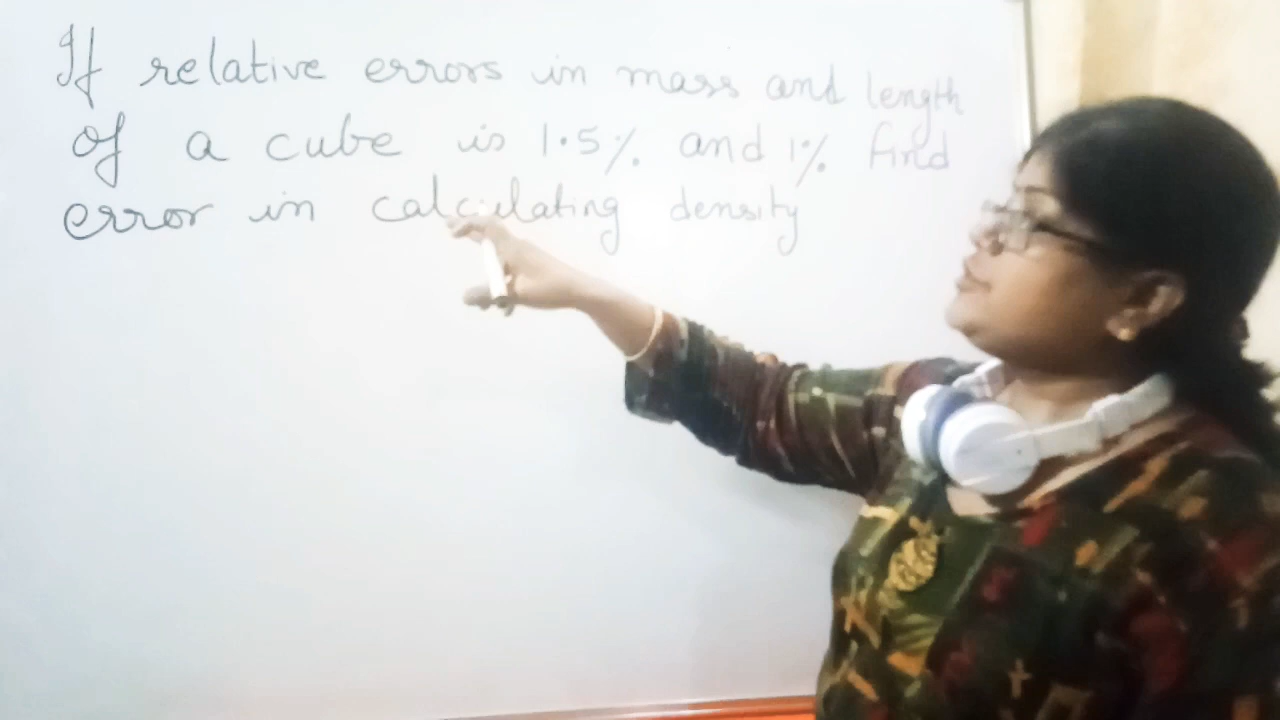 If relative errors in mass and length
of a cube is 1.5% and 1% find
error in calculating density